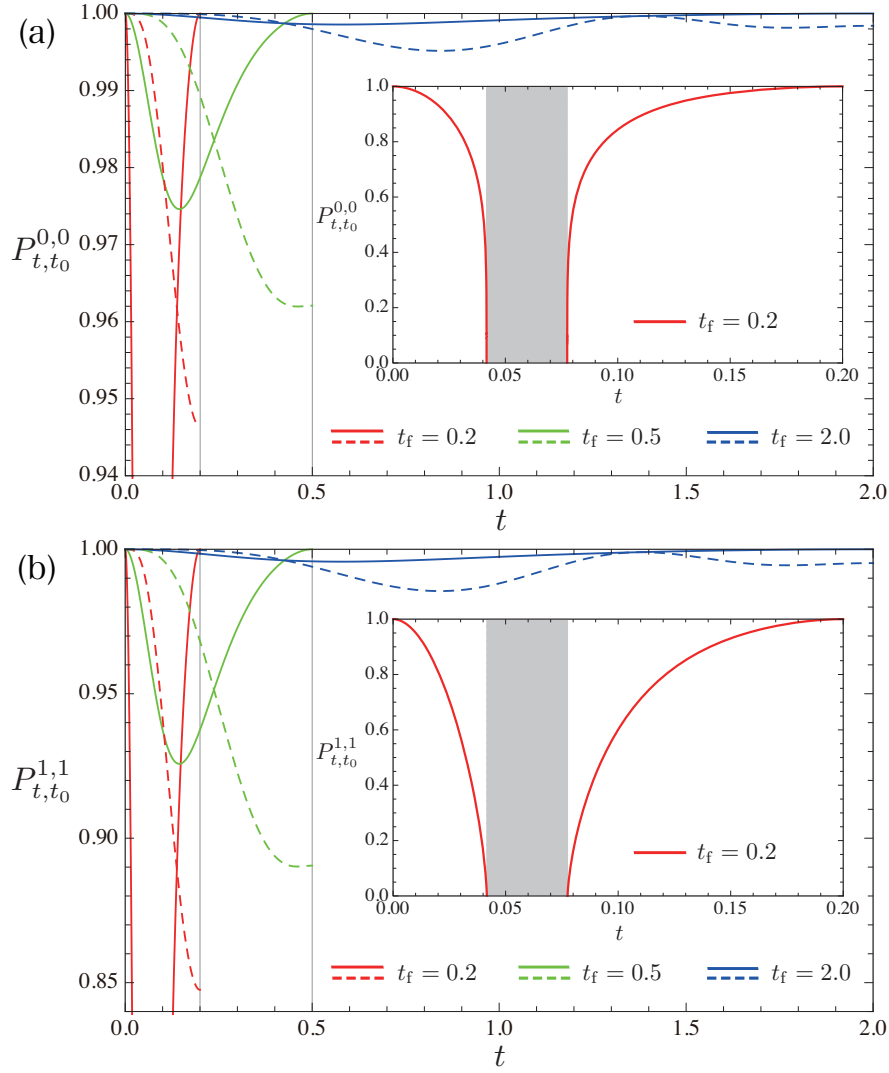 (a)
1.00
0.99
0.98
0.97
0.96
0.95
0.94
P^{0,0}_{t,t_0}
0.0 0.5 1.0 1.5 2.0
t
1.0
0.8
0.6
0.4
0.2
0.0
P^{0,0}_{t,t_0}
0.00 0.05 0.10 0.15 0.20
t
t_f = 0.2
t_f = 0.2 t_f = 0.5 t_f = 2.0
(b)
1.00
0.95
0.90
0.85
P^{1,1}_{t,t_0}
0.0 0.5 1.0 1.5 2.0
t
1.0
0.8
0.6
0.4
0.2
0.0
P^{1,1}_{t,t_0}
0.00 0.05 0.10 0.15 0.20
t
t_f = 0.2
t_f = 0.2 t_f = 0.5 t_f = 2.0